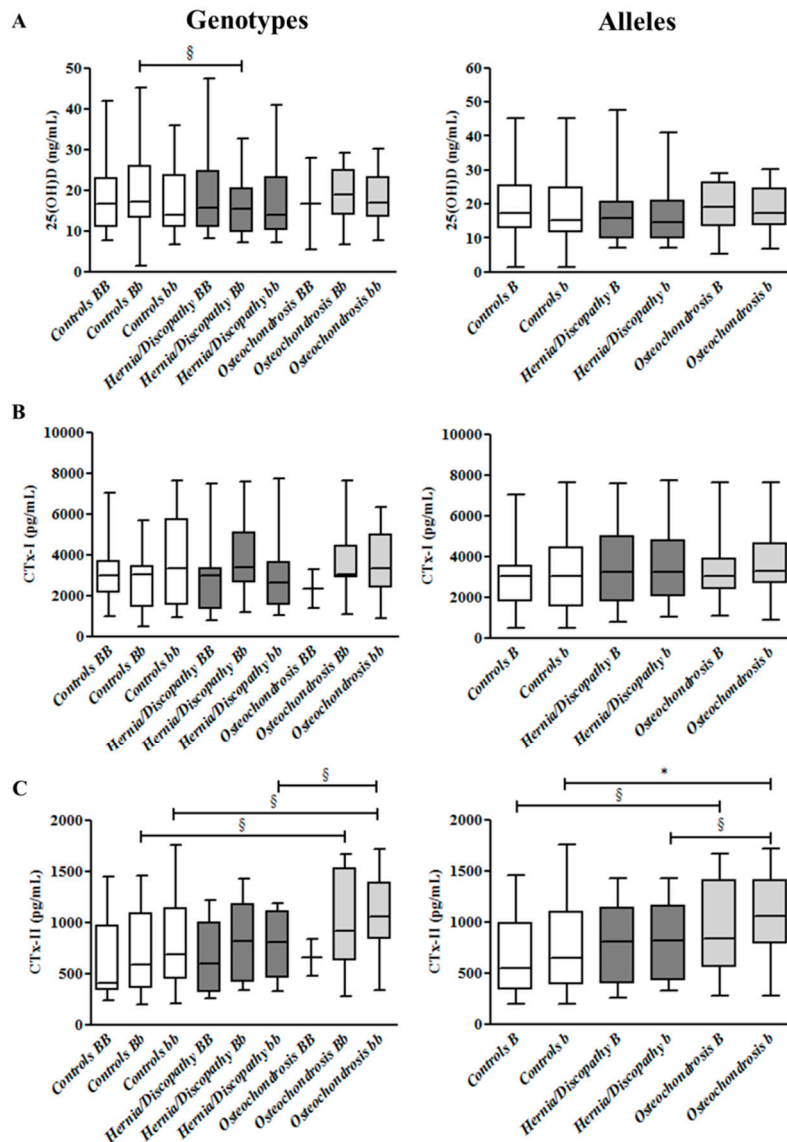 Genotypes
Alleles
A
§
25(OH)D (ng/mL)
50
40
30
20
10
0
Controls BB
Controls Bb
Controls bb
Hernia/Discopathy BB
Hernia/Discopathy Bb
Hernia/Discopathy bb
Osteochondrosis BB
Osteochondrosis Bb
Osteochondrosis bb
25(OH)D (ng/mL)
60
50
40
30
20
10
0
Controls B
Controls b
Hernia/Discopathy B
Hernia/Discopathy b
Osteochondrosis B
Osteochondrosis b
B
CTx-I (pg/mL)
10000
8000
6000
4000
2000
0
Controls BB
Controls Bb
Controls bb
Hernia/Discopathy BB
Hernia/Discopathy Bb
Hernia/Discopathy bb
Osteochondrosis BB
Osteochondrosis Bb
Osteochondrosis bb
CTx-I (pg/mL)
10000
8000
6000
4000
2000
0
Controls B
Controls b
Hernia/Discopathy B
Hernia/Discopathy b
Osteochondrosis B
Osteochondrosis b
C
§
§
§
CTx-II (pg/mL)
2000
1500
1000
500
0
Controls BB
Controls Bb
Controls bb
Hernia/Discopathy BB
Hernia/Discopathy Bb
Hernia/Discopathy bb
Osteochondrosis BB
Osteochondrosis Bb
Osteochondrosis bb
*
§
§
CTx-II (pg/mL)
2000
1500
1000
500
0
Controls B
Controls b
Hernia/Discopathy B
Hernia/Discopathy b
Osteochondrosis B
Osteochondrosis b